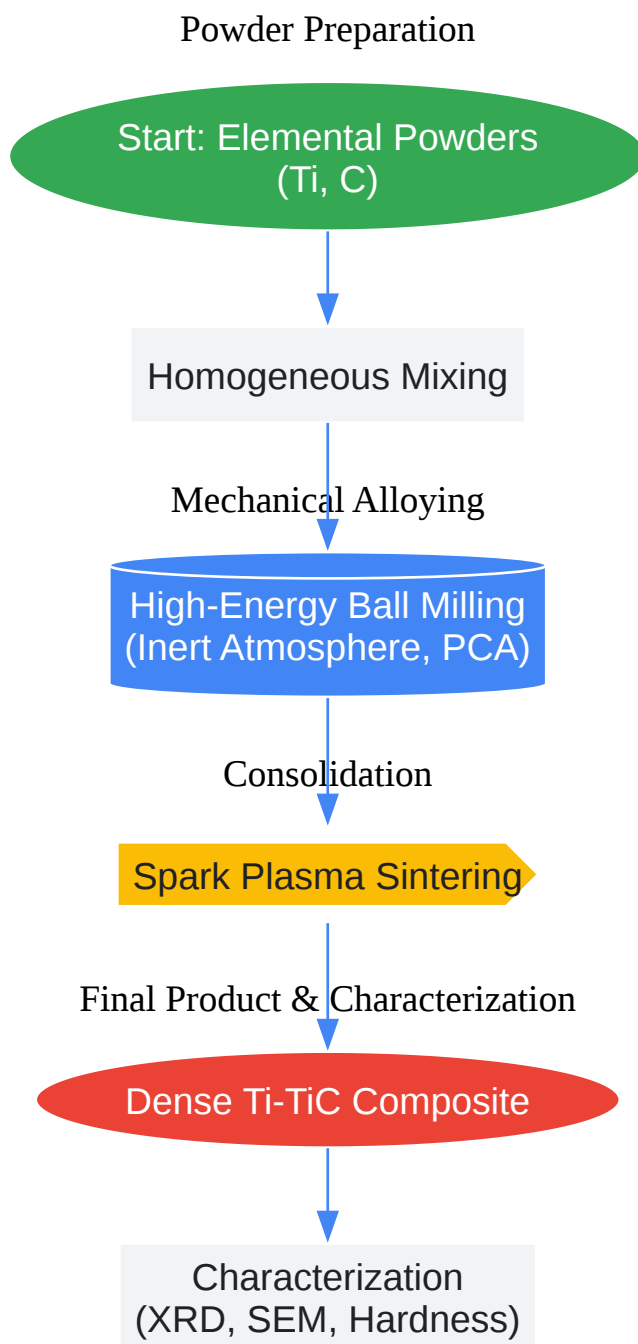 Powder Preparation
Start: Elemental Powders
(Ti, C)
Homogeneous Mixing
Mechanical Alloying
High-Energy Ball Milling
(Inert Atmosphere, PCA)
Consolidation
Spark Plasma Sintering
Final Product & Characterization
Dense Ti-TiC Composite
Characterization
(XRD, SEM, Hardness)